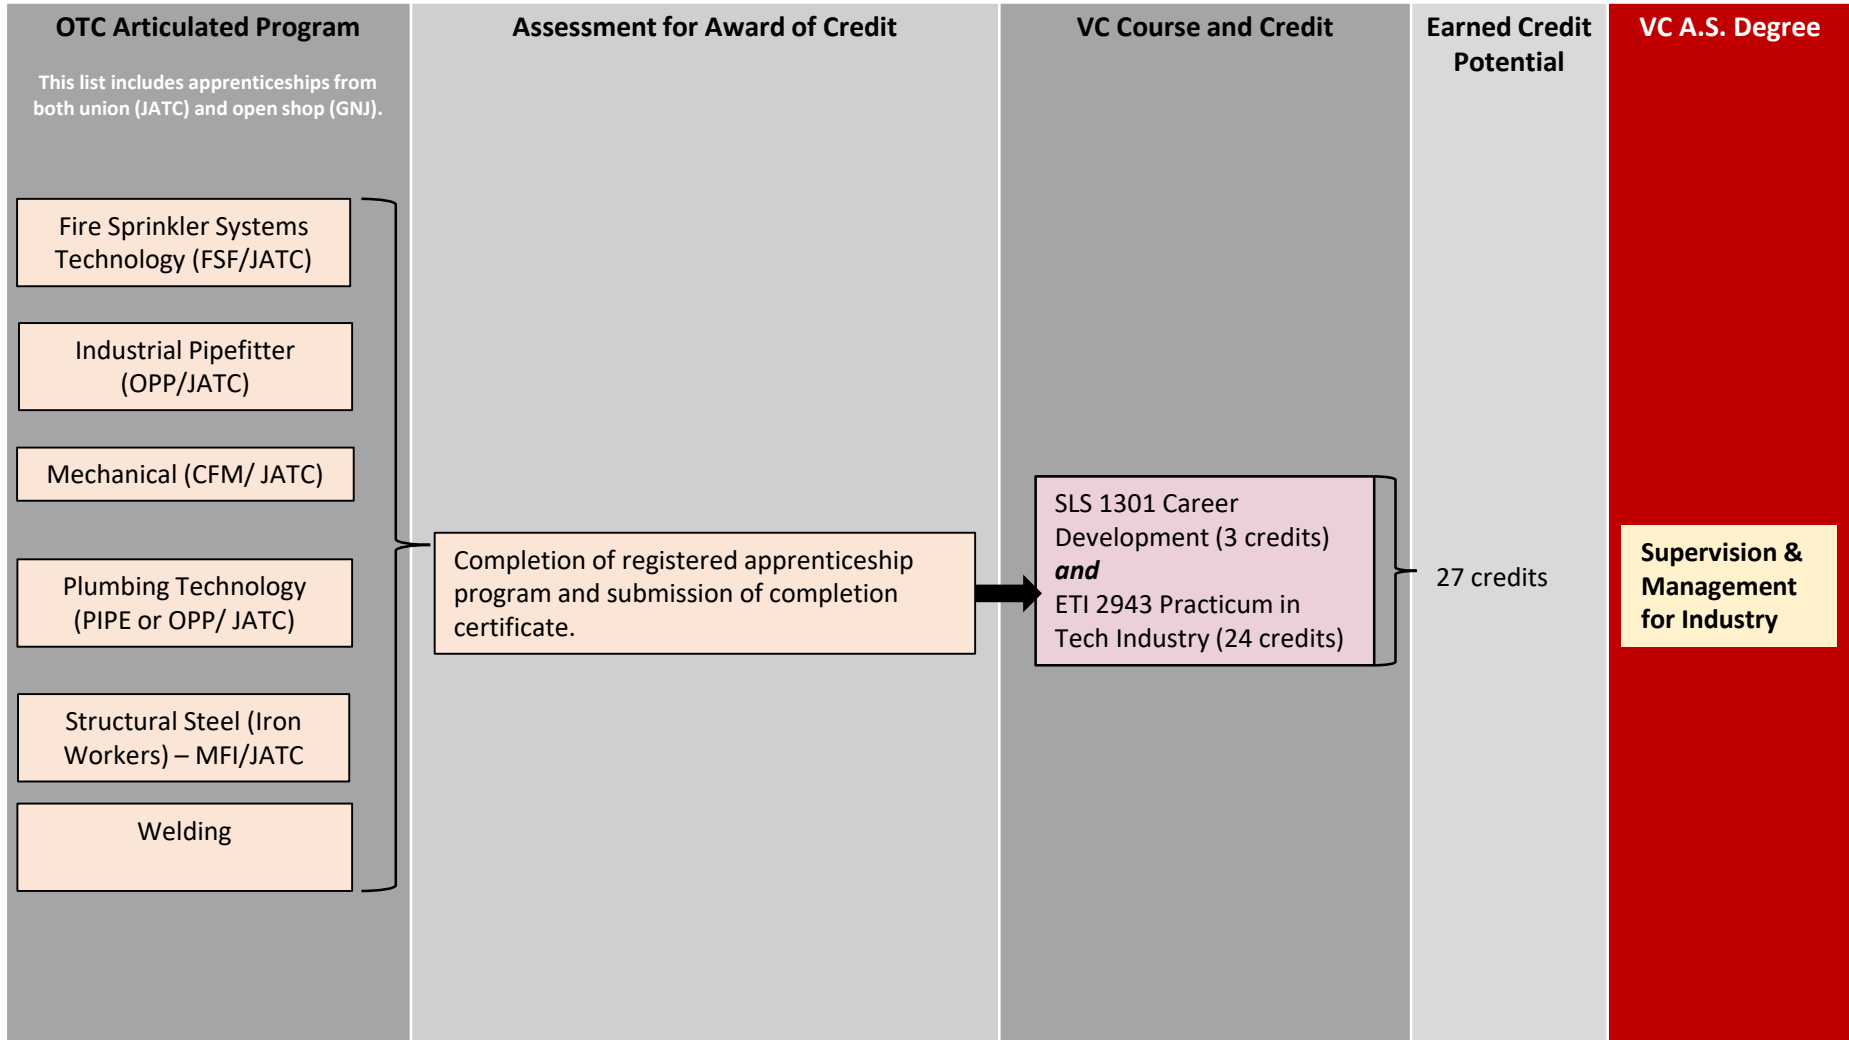 OTC Articulated Program
This list includes apprenticeships from
both union (JATC) and open shop (GNJ).
Fire Sprinkler Systems
Technology (FSF/JATC)
Industrial Pipefitter
(OPP/JATC)
Mechanical (CFM/ JATC)
Plumbing Technology
(PIPE or OPP/ JATC)
Structural Steel (Iron
Workers) – MFI/JATC
Welding
Assessment for Award of Credit
Completion of registered apprenticeship
program and submission of completion
certificate.
VC Course and Credit
SLS 1301 Career
Development (3 credits)
and
ETI 2943 Practicum in
Tech Industry (24 credits)
Earned Credit
Potential
27 credits
VC A.S. Degree
Supervision &
Management
for Industry